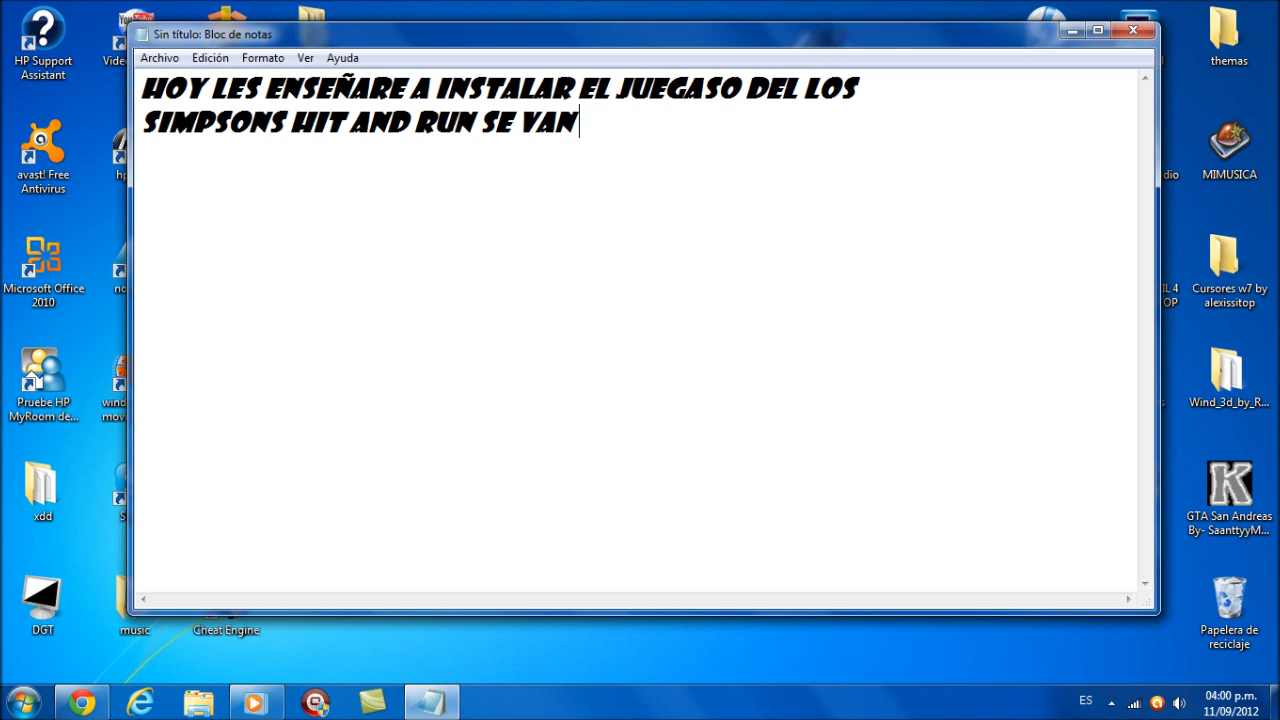 Sin título: Bloc de notas
Archivo Edición Formato Ver Ayuda
HOY LES ENSEÑARE A INSTALAR EL JUEGASO DEL LOS
SIMPSONS HIT AND RUN SE VAN
HP Support
Assistant
avast! Free
Antivirus
Microsoft Office
2010
Pruebe HP
MyRoom de...
xdd
DGT
music
Cheat Engine
themas
MIMUSICA
Cursores w7 by
alexissitop
Wind_3d_by_R...
GTA San Andreas
By- SaanttyyM...
Papelera de
reciclaje
ES
04:00 p.m.
11/09/2012